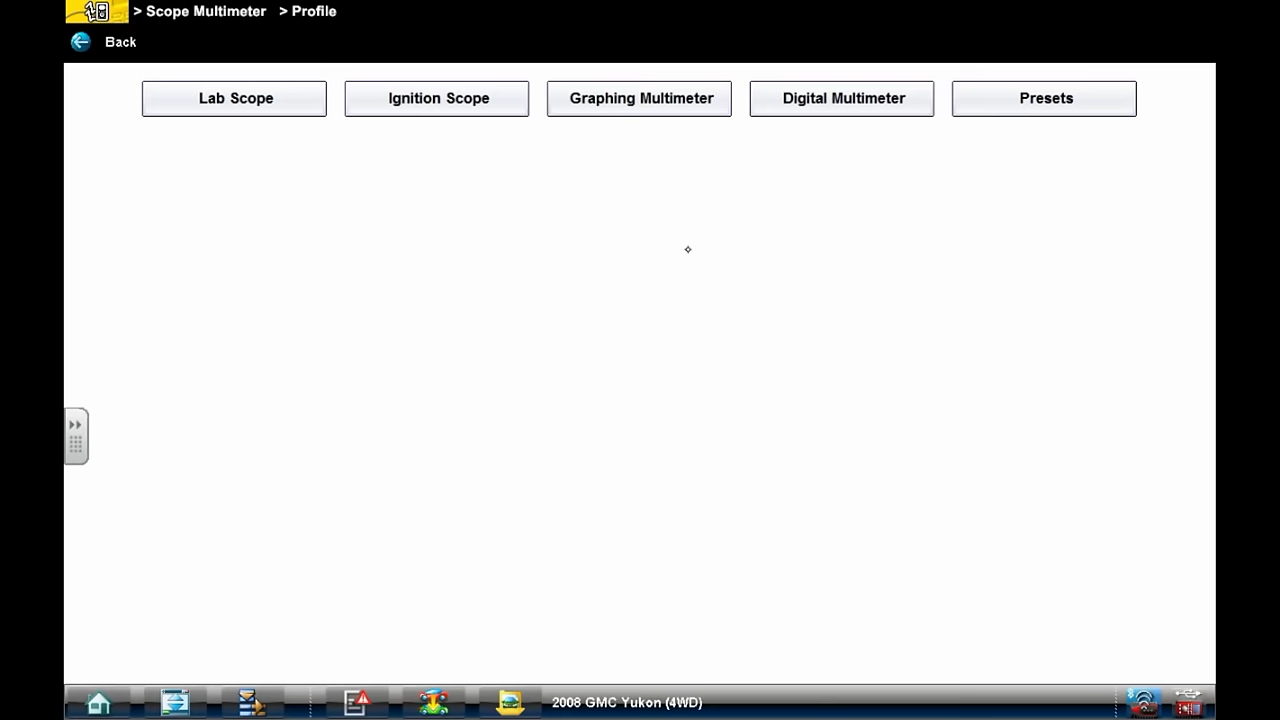 > Scope Multimeter > Profile
Back
Lab Scope
Ignition Scope
Graphing Multimeter
Digital Multimeter
Presets
2008 GMC Yukon (4WD)